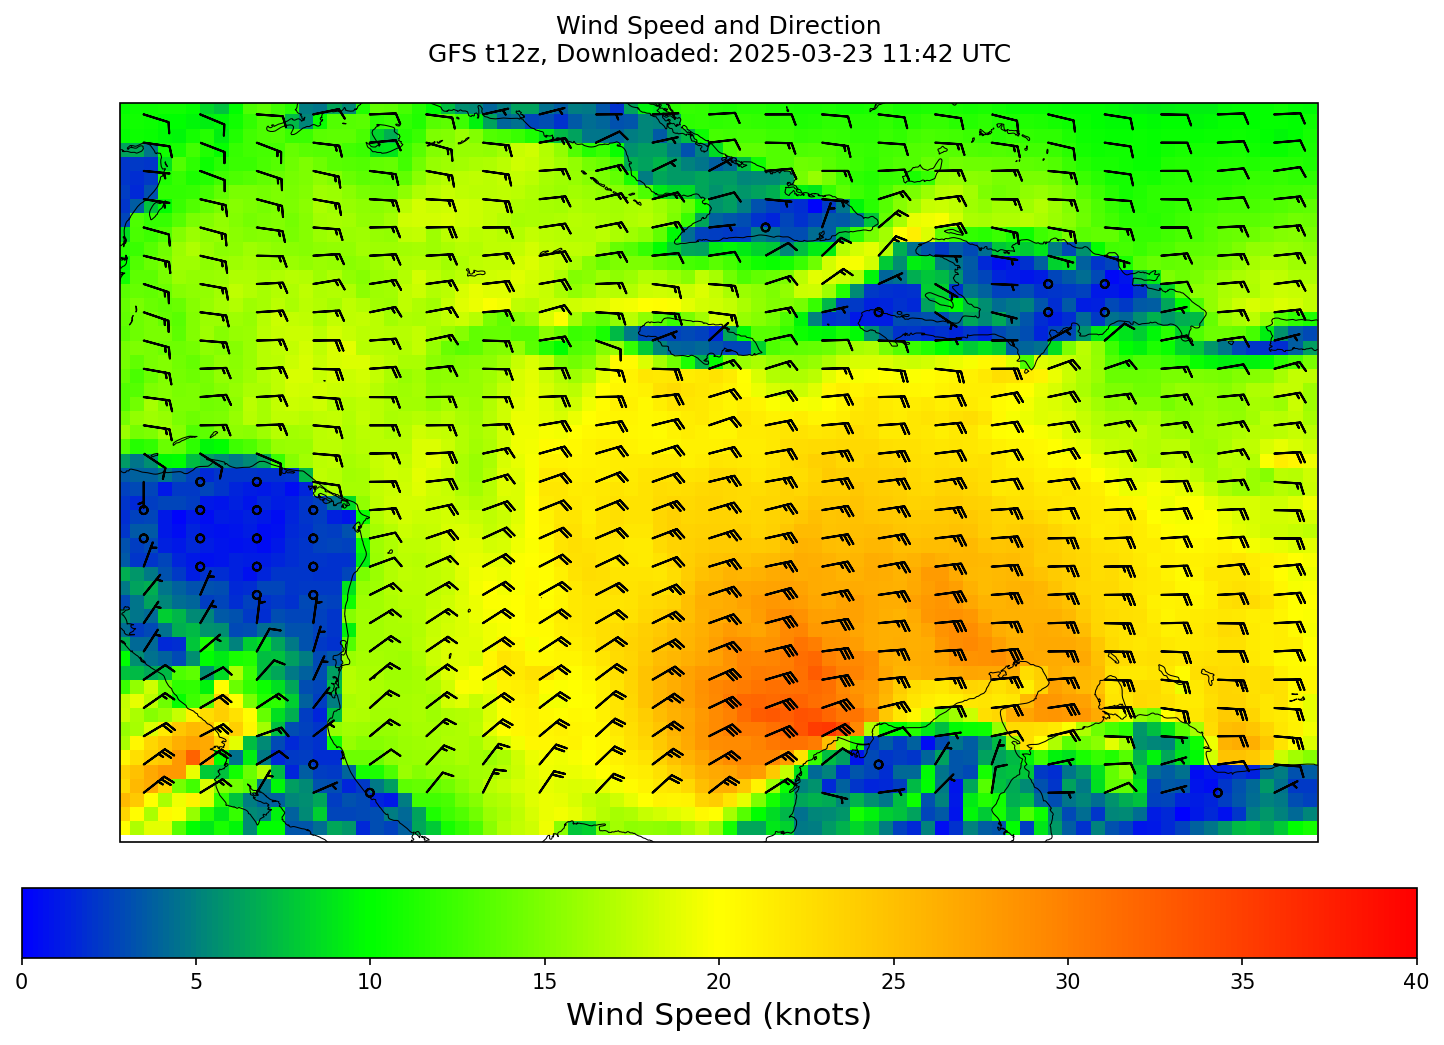 Wind Speed and Direction
GFS t12z, Downloaded: 2025-03-23 11:42 UTC
0 5 10 15 20 25 30 35 40
Wind Speed (knots)